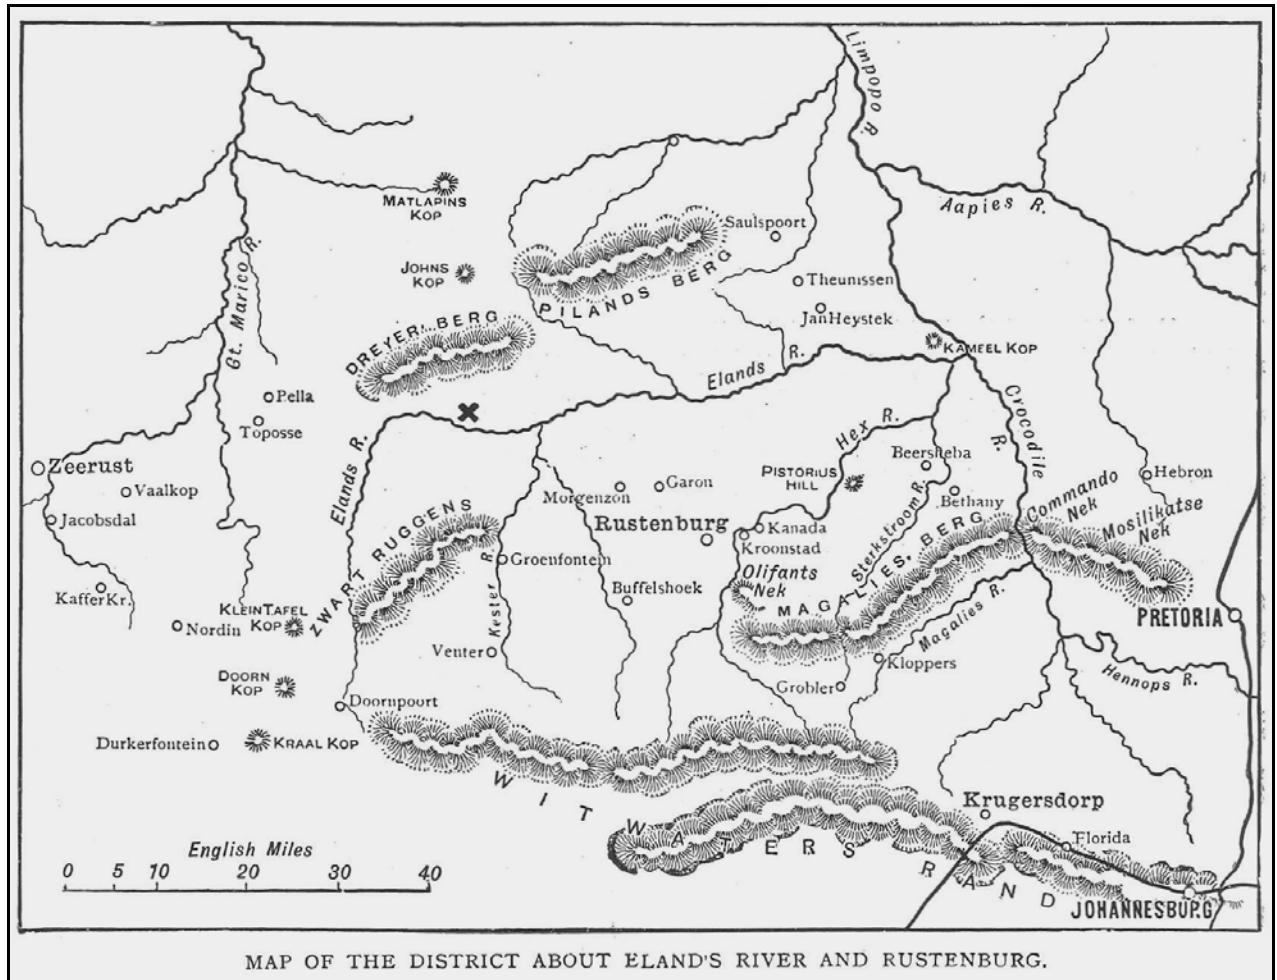 Limpopo R.
MATLAPINS
KOP
Aapies R.
Saulspoort
Gt. Marico R.
JOHNS
KOP
PILANDS BERG
Theunissen
Jan Heystek
DREYER BERG
KAMEEL KOP
Elands R.
Pella
Toposse
Crocodile R.
Hex R.
Zeerust
Vaalkop
Elands R.
Beersheba
PISTORIUS
HILL
Hebron
Jacobsdal
Morgenzon
Garon
Bethany
Commando
Nek
Mosilikatse
Nek
ZWART RUGGENS
Rustenburg
Kanada
Kroonstad
Sterkstroom R.
Groenfontein
Olifants
Nek
MAGALIES. BERG
Kaffer Kr.
Buffelshoek
KLEIN TAFEL
KOP
Kester R.
Magalies R.
PRETORIA
Nordin
Venter
Kloppers
DOORN
KOP
Grobler
Hennops R.
Doornpoort
Durkerfontein
KRAAL KOP
WIT WATERS RAND
Krugersdorp
Florida
English Miles
0 5 10 20 30 40
JOHANNESBURG
MAP OF THE DISTRICT ABOUT ELAND'S RIVER AND RUSTENBURG.